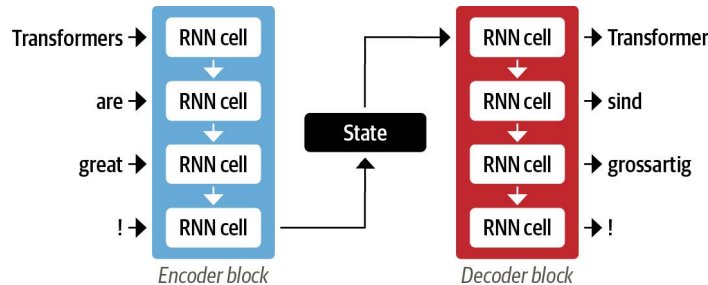 Transformers
RNN cell
are
RNN cell
great
RNN cell
!
RNN cell
Encoder block
State
RNN cell
Transformer
RNN cell
sind
RNN cell
grossartig
RNN cell
!
Decoder block